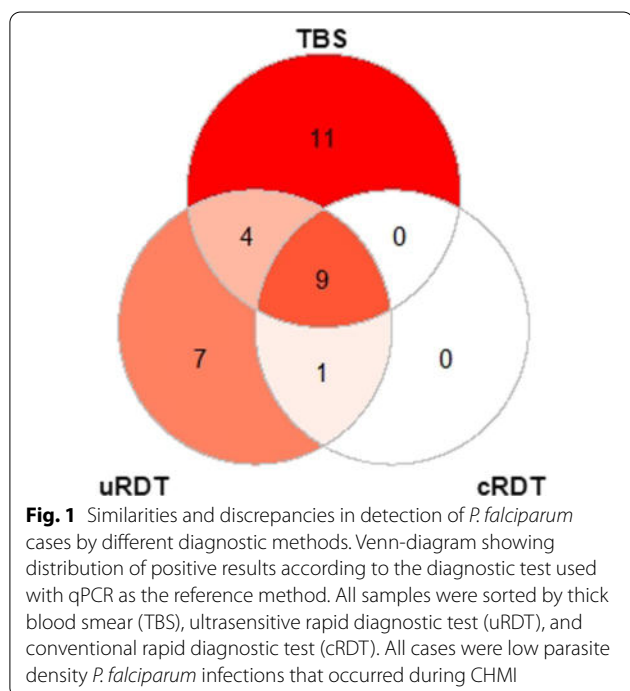 TBS
11
4
0
9
7
1
0
uRDT
cRDT
Fig. 1 Similarities and discrepancies in detection of P. falciparum
cases by different diagnostic methods. Venn-diagram showing
distribution of positive results according to the diagnostic test used
with qPCR as the reference method. All samples were sorted by thick
blood smear (TBS), ultrasensitive rapid diagnostic test (uRDT), and
conventional rapid diagnostic test (cRDT). All cases were low parasite
density P. falciparum infections that occurred during CHMI